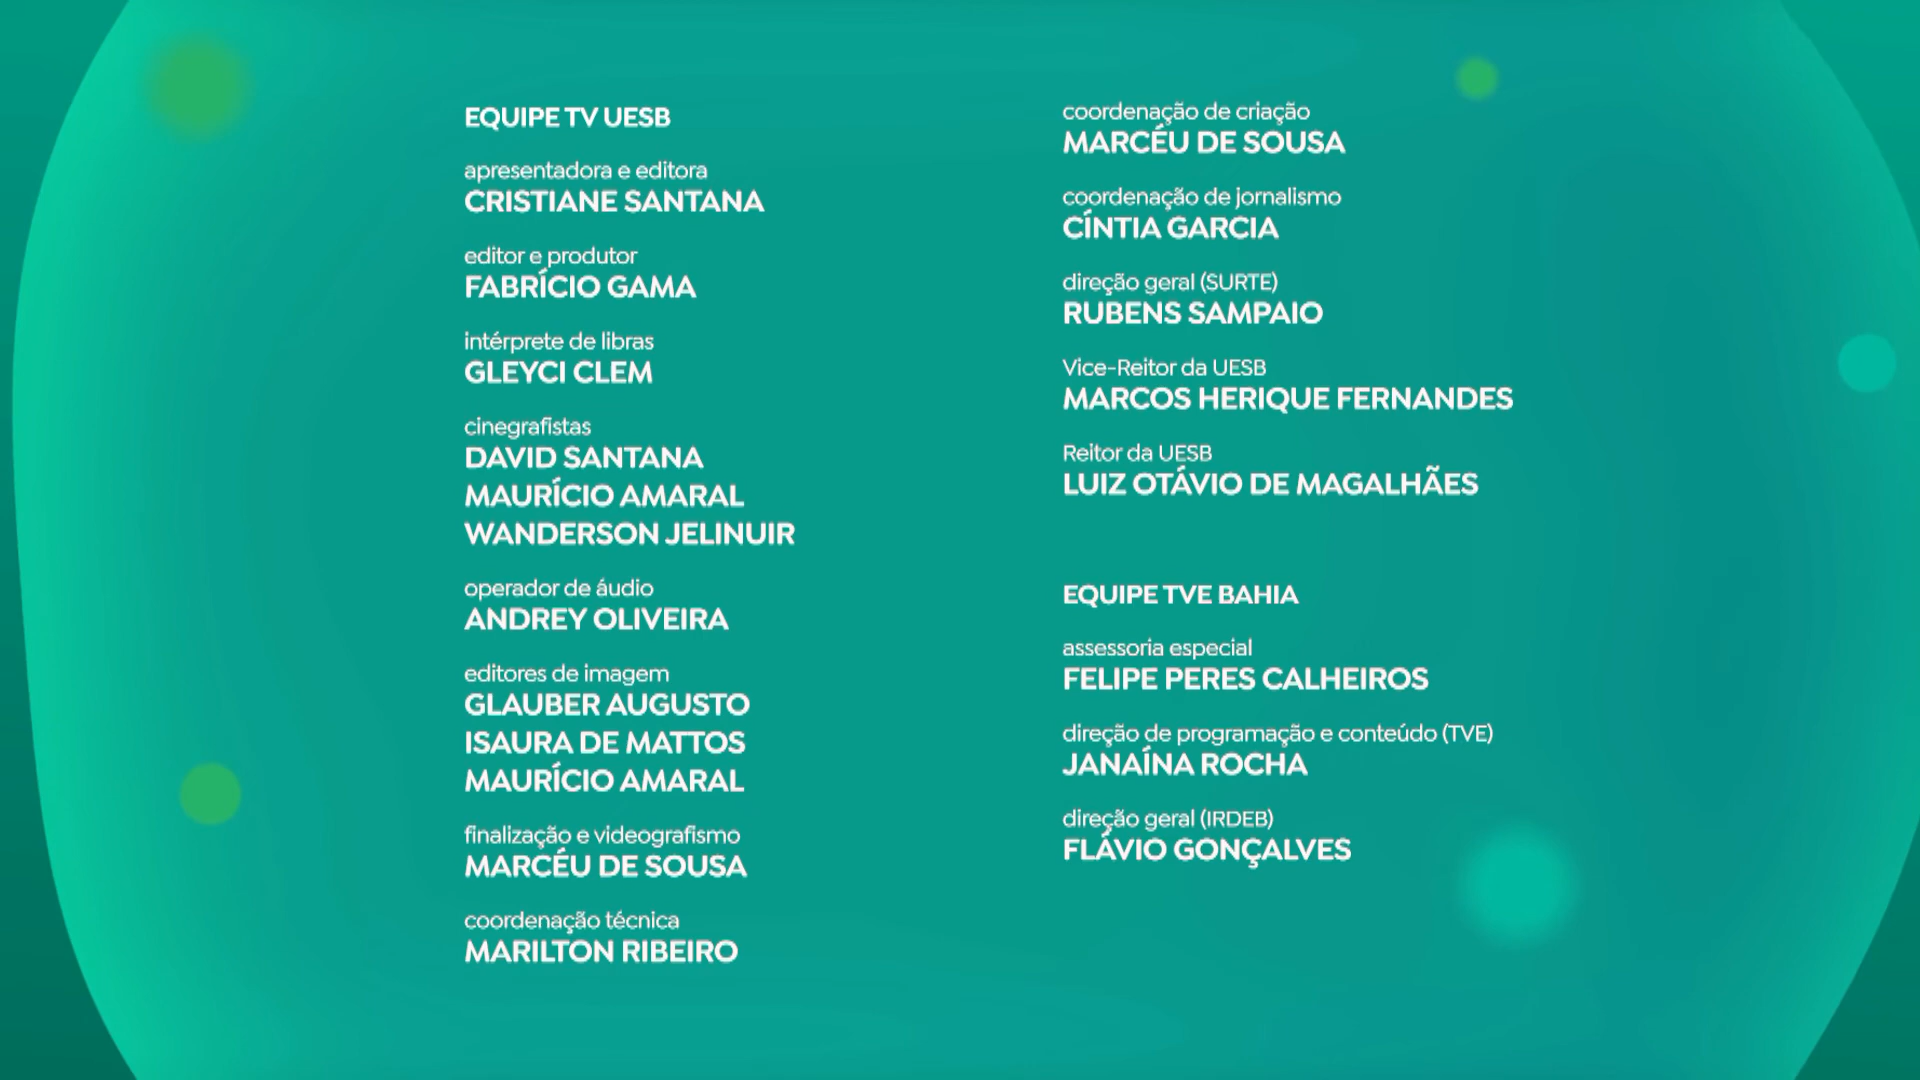 EQUIPE TV UESB
apresentadora e editora
CRISTIANE SANTANA
editor e produtor
FABRÍCIO GAMA
intérprete de libras
GLEYCI CLEM
cinegrafistas
DAVID SANTANA
MAURÍCIO AMARAL
WANDERSON JELINUIR
operador de áudio
ANDREY OLIVEIRA
editores de imagem
GLAUBER AUGUSTO
ISAURA DE MATTOS
MAURÍCIO AMARAL
finalização e videografismo
MARCÉU DE SOUSA
coordenação técnica
MARILTON RIBEIRO
coordenação de criação
MARCÉU DE SOUSA
coordenação de jornalismo
CÍNTIA GARCIA
direção geral (SURTE)
RUBENS SAMPAIO
Vice-Reitor da UESB
MARCOS HERIQUE FERNANDES
Reitor da UESB
LUIZ OTÁVIO DE MAGALHÃES
EQUIPE TVE BAHIA
assessoria especial
FELIPE PERES CALHEIROS
direção de programação e conteúdo (TVE)
JANAÍNA ROCHA
direção geral (IRDEB)
FLÁVIO GONÇALVES